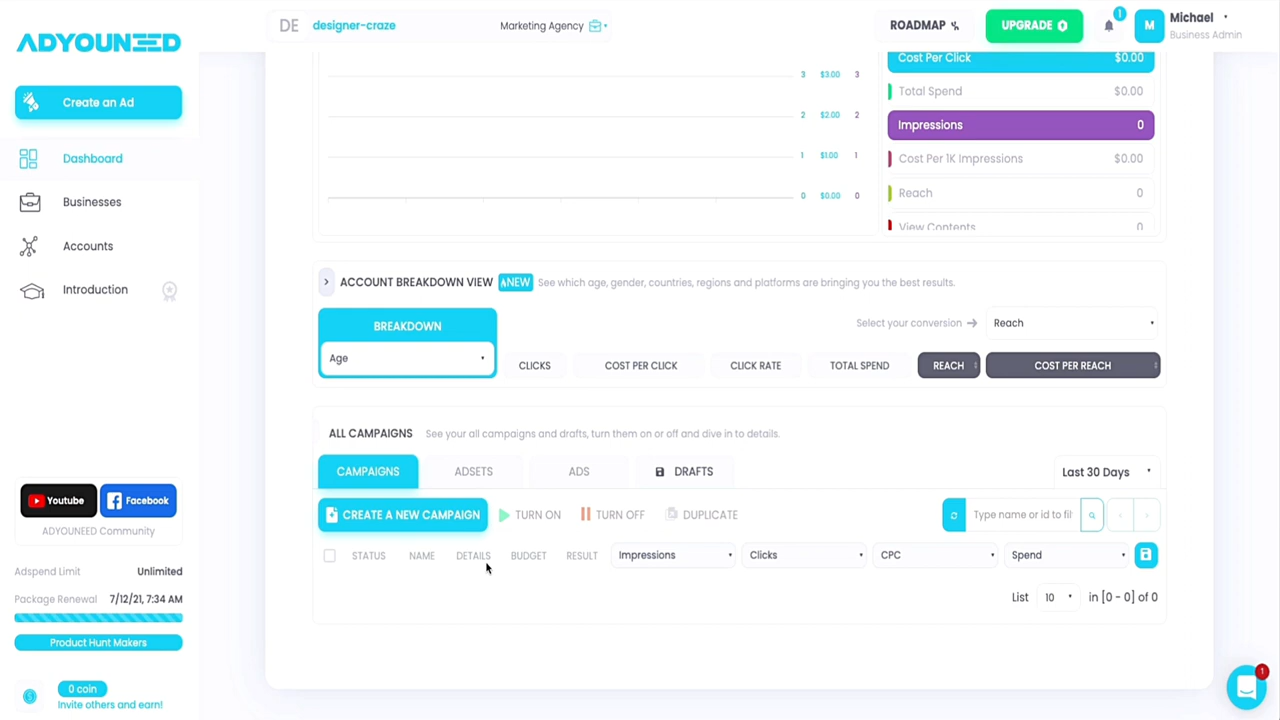 ADYOUNEED
DE designer-craze
Marketing Agency
ROADMAP
UPGRADE
1
M
Michael
Business Admin
Create an Ad
Dashboard
Businesses
Accounts
Introduction
3 $3.00 3
2 $2.00 2
1 $1.00 1
0 $0.00 0
Cost Per Click $0.00
Total Spend $0.00
Impressions 0
Cost Per 1K Impressions $0.00
Reach 0
View Contents 0
ACCOUNT BREAKDOWN VIEW NEW See which age, gender, countries, regions and platforms are bringing you the best results.
BREAKDOWN
Age
Select your conversion
Reach
CLICKS COST PER CLICK CLICK RATE TOTAL SPEND REACH COST PER REACH
ALL CAMPAIGNS See your all campaigns and drafts, turn them on or off and dive in to details.
CAMPAIGNS ADSETS ADS DRAFTS
Last 30 Days
CREATE A NEW CAMPAIGN TURN ON TURN OFF DUPLICATE
Type name or id to fil
STATUS NAME DETAILS BUDGET RESULT Impressions Clicks CPC Spend
List 10 in [0 - 0] of 0
Youtube Facebook
ADYOUNEED Community
Adspend Limit Unlimited
Package Renewal 7/12/21, 7:34 AM
Product Hunt Makers
0 coin
Invite others and earn!
1